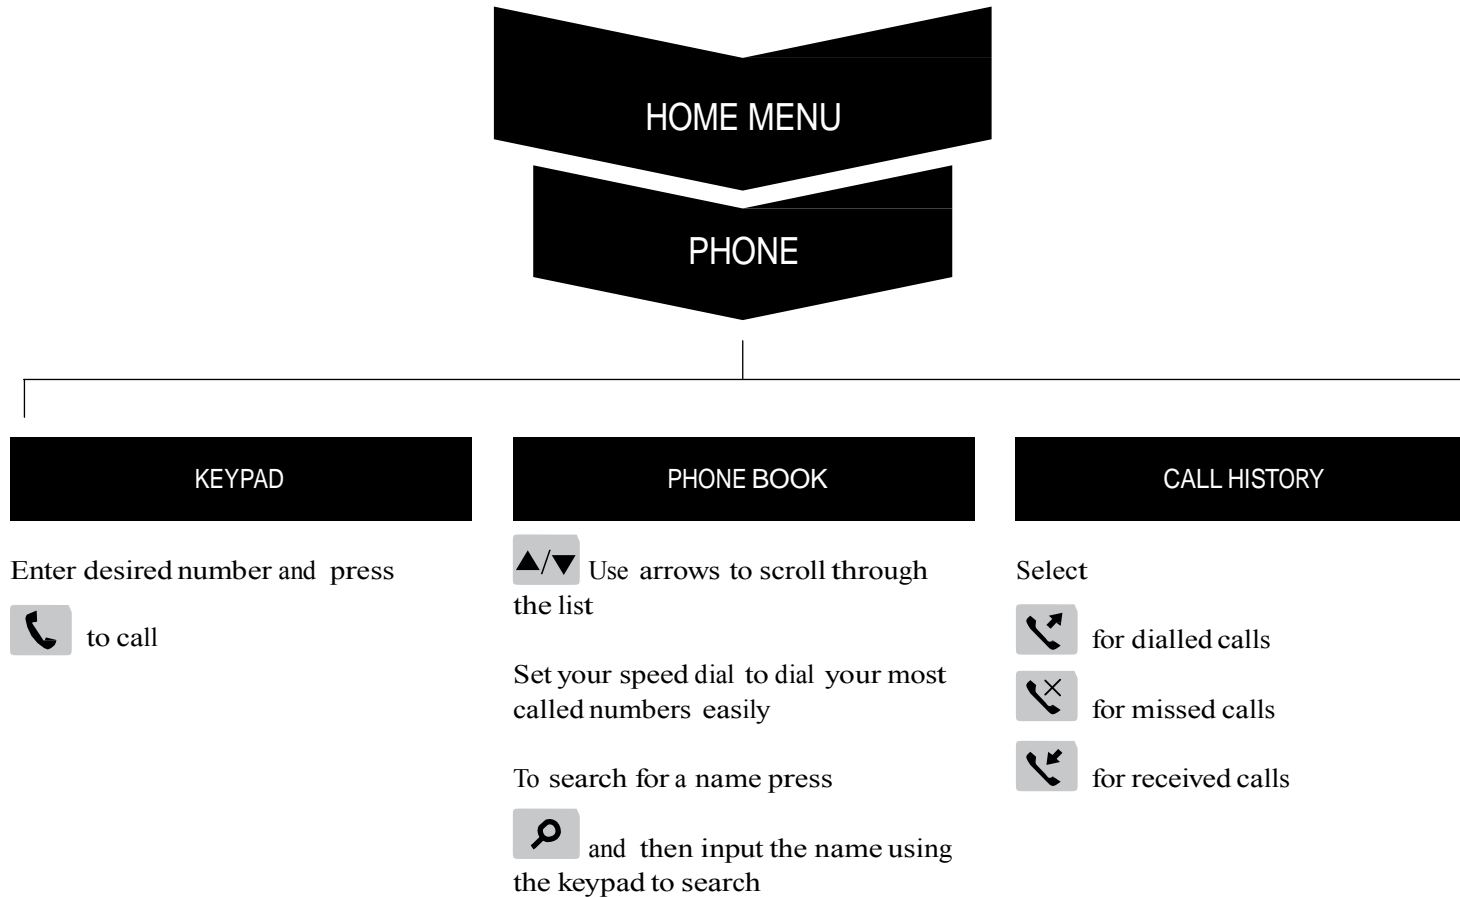 HOME MENU
PHONE
KEYPAD
Enter desired number and press
to call
PHONE BOOK
▲/▼ Use arrows to scroll through
the list
Set your speed dial to dial your most
called numbers easily
To search for a name press
and then input the name using
the keypad to search
CALL HISTORY
Select
for dialled calls
for missed calls
for received calls